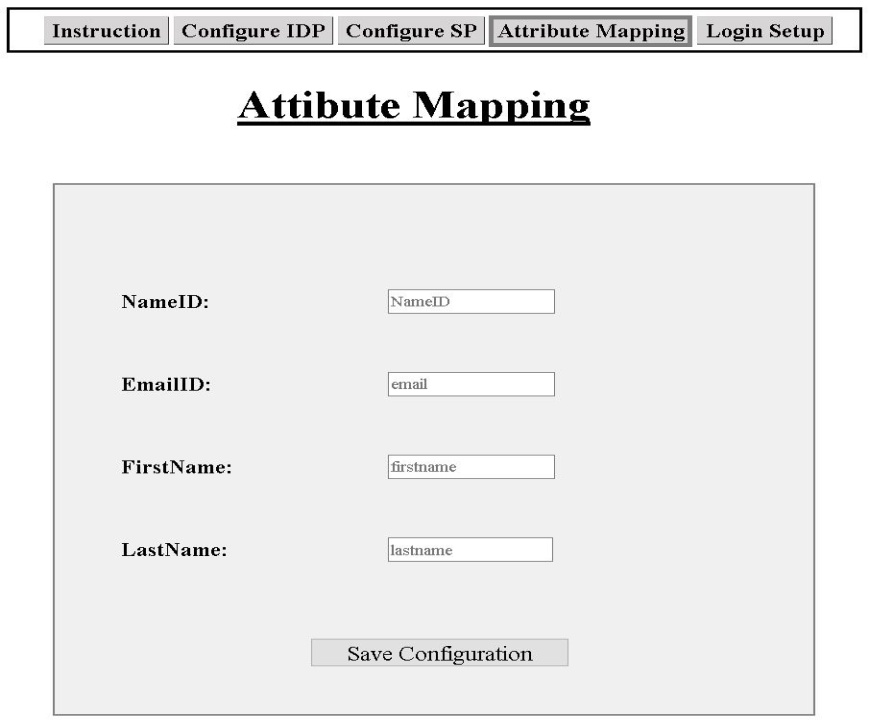 Instruction Configure IDP Configure SP Attribute Mapping Login Setup
Attibute Mapping
NameID: NameID
EmailID: email
FirstName: firstname
LastName: lastname
Save Configuration